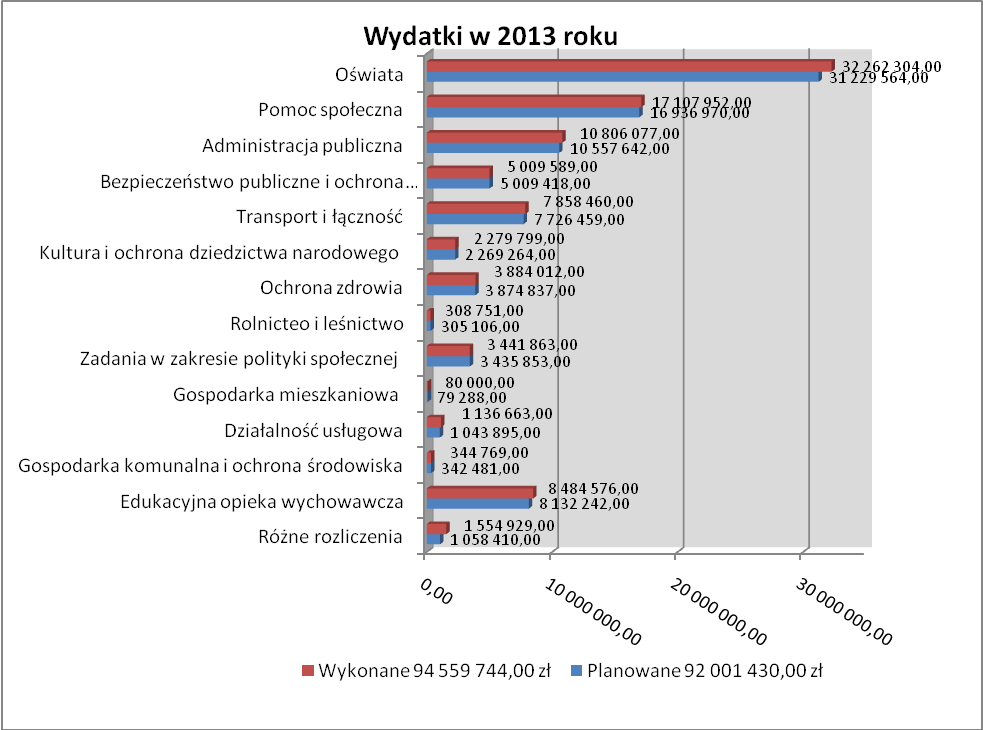 Wydatki w 2013 roku
Oświata
32 262 304,00
31 229 564,00
Pomoc społeczna
17 107 952,00
16 936 970,00
Administracja publiczna
10 806 077,00
10 557 642,00
Bezpieczeństwo publiczne i ochrona...
5 009 589,00
5 009 418,00
Transport i łączność
7 858 460,00
7 726 459,00
Kultura i ochrona dziedzictwa narodowego
2 279 799,00
2 269 264,00
Ochrona zdrowia
3 884 012,00
3 874 837,00
Rolnicteo i leśnictwo
308 751,00
305 106,00
Zadania w zakresie polityki społecznej
3 441 863,00
3 435 853,00
Gospodarka mieszkaniowa
80 000,00
79 288,00
Działalność usługowa
1 136 663,00
1 043 895,00
Gospodarka komunalna i ochrona środowiska
344 769,00
342 481,00
Edukacyjna opieka wychowawcza
8 484 576,00
8 132 242,00
Różne rozliczenia
1 554 929,00
1 058 410,00
0,00
10 000 000,00
20 000 000,00
30 000 000,00
Wykonane 94 559 744,00 zł
Planowane 92 001 430,00 zł